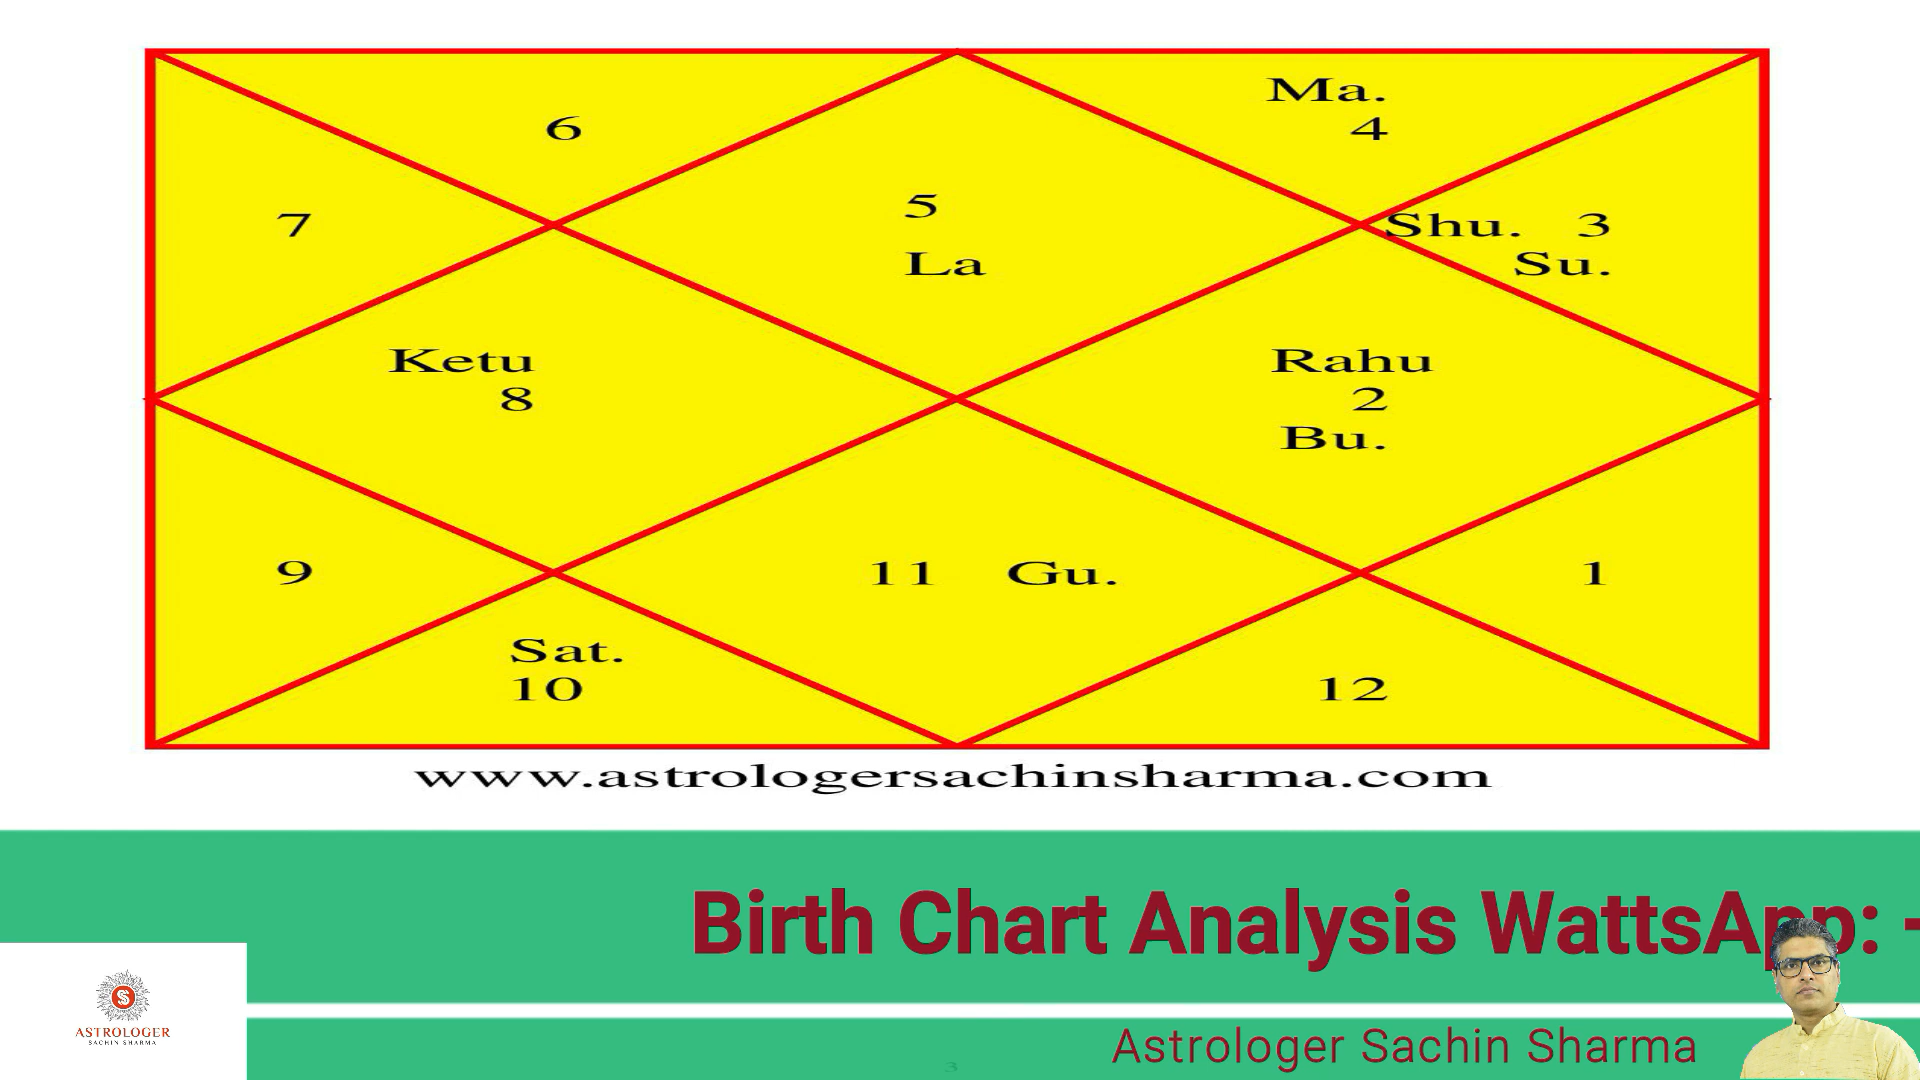 Ma.
6
4
5
7
Shu. 3
La
Su.
Ketu
Rahu
8
2
Bu.
9
11 Gu.
1
Sat.
10
12
www.astrologersachinsharma.com
Birth Chart Analysis WattsApp: -
S
ASTROLOGER
SACHIN SHARMA
Astrologer Sachin Sharma
3